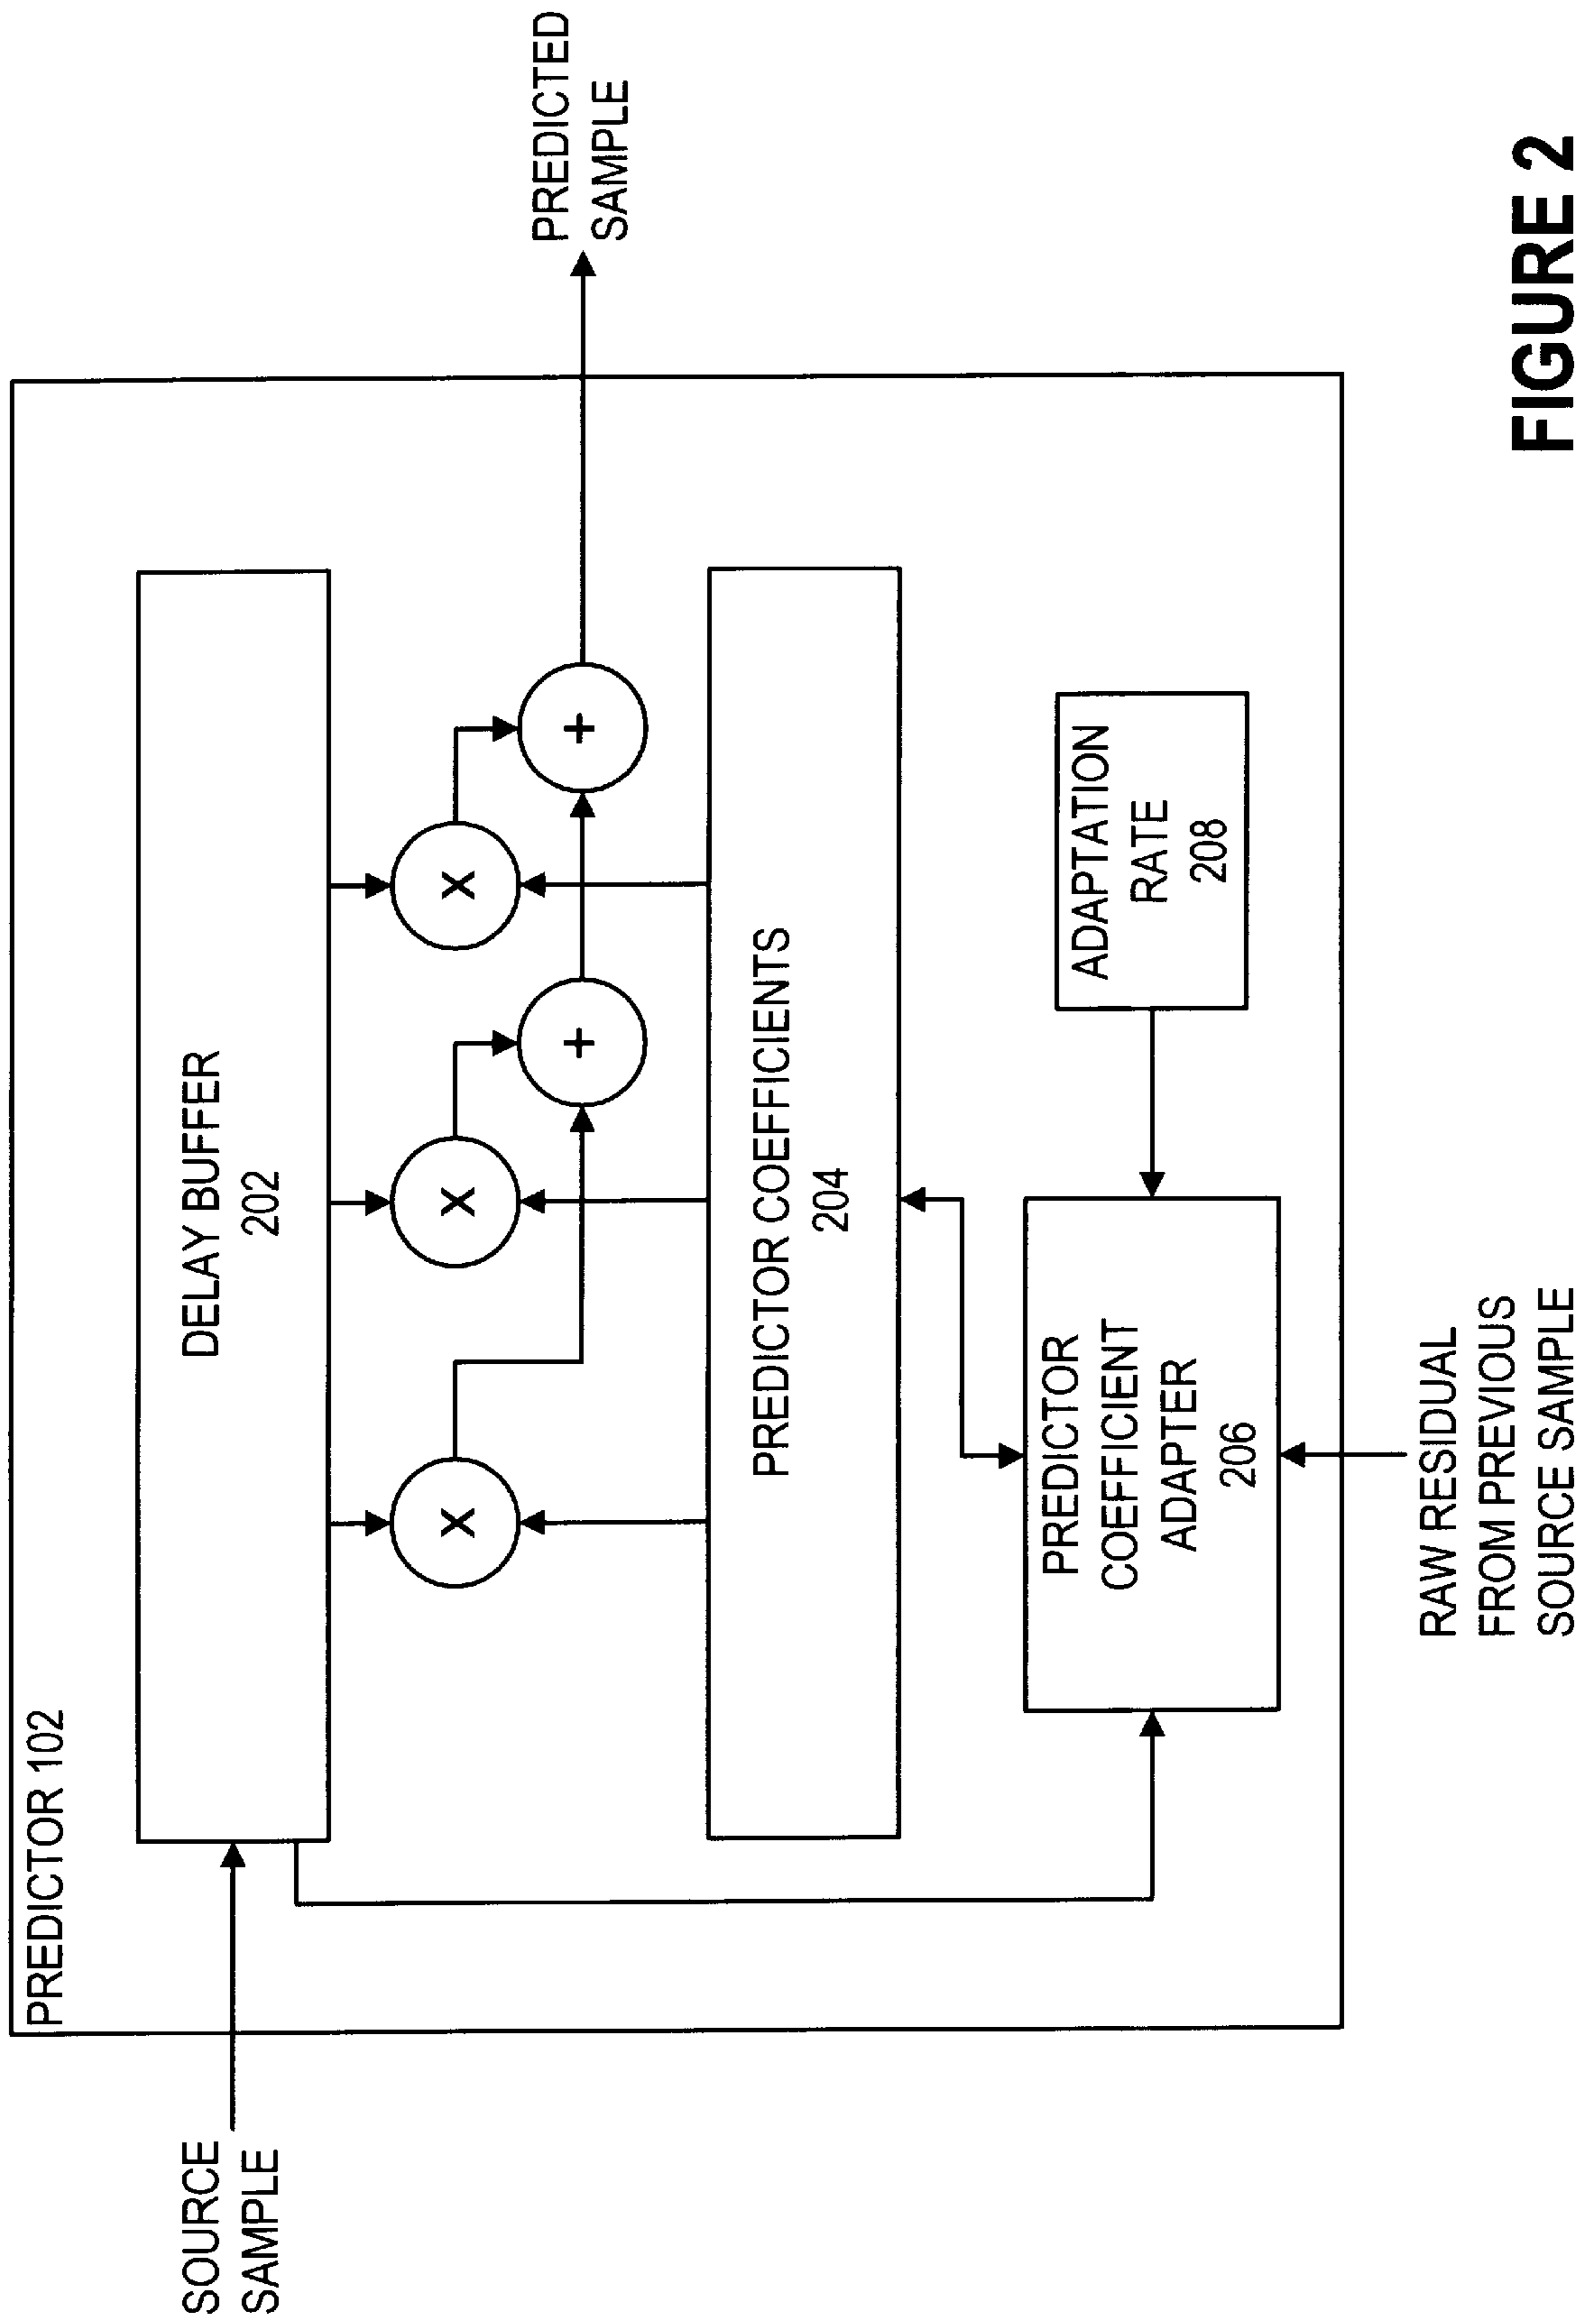 PREDICTOR 102
SOURCE
SAMPLE
DELAY BUFFER
202
X
X
X
+
+
PREDICTED
SAMPLE
PREDICTOR COEFFICIENTS
204
PREDICTOR
COEFFICIENT
ADAPTER
206
ADAPTATION
RATE
208
RAW RESIDUAL
FROM PREVIOUS
SOURCE SAMPLE
FIGURE 2